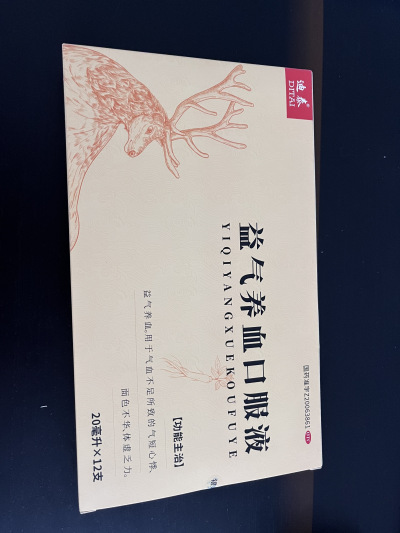 迪泰
DITAI
益气养血口服液
YIQIYANGXUEKOUFUYE
国药准字Z20063861
OTC
【功能主治】
益气养血。用于气血不足所致的气短心悸、
面色不华、体虚乏力。
20毫升×12支